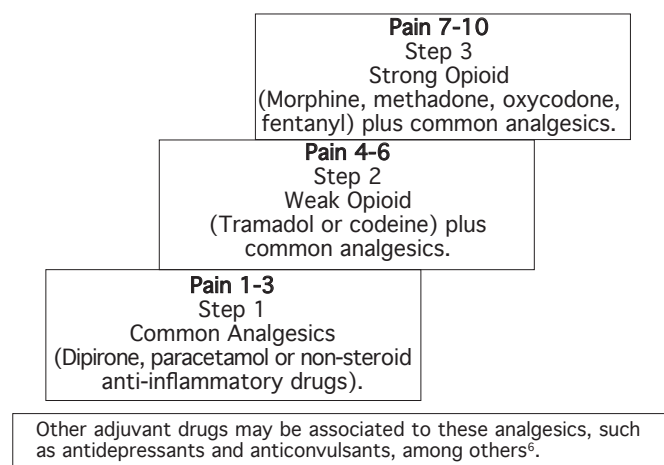 Pain 7-10
Step 3
Strong Opioid
(Morphine, methadone, oxycodone,
fentanyl) plus common analgesics.
Pain 4-6
Step 2
Weak Opioid
(Tramadol or codeine) plus
common analgesics.
Pain 1-3
Step 1
Common Analgesics
(Dipirone, paracetamol or non-steroid
anti-inflammatory drugs).
Other adjuvant drugs may be associated to these analgesics, such
as antidepressants and anticonvulsants, among others⁶.